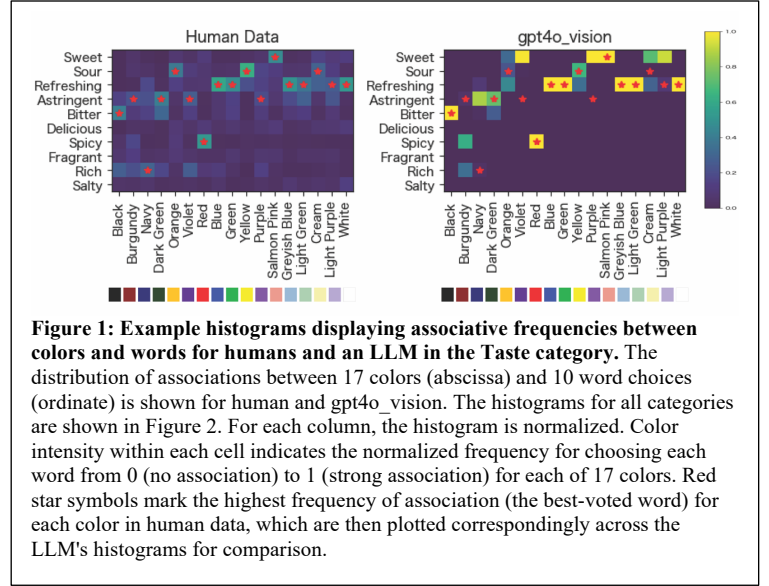 Human Data
gpt4o_vision
Sweet
Sour
Refreshing
Astringent
Bitter
Delicious
Spicy
Fragrant
Rich
Salty
Black
Burgundy
Navy
Dark Green
Orange
Violet
Red
Blue
Green
Yellow
Purple
Salmon Pink
Greyish Blue
Light Green
Cream
Light Purple
White
Sweet
Sour
Refreshing
Astringent
Bitter
Delicious
Spicy
Fragrant
Rich
Salty
Black
Burgundy
Navy
Dark Green
Orange
Violet
Red
Blue
Green
Yellow
Purple
Salmon Pink
Greyish Blue
Light Green
Cream
Light Purple
White
1.0
0.8
0.6
0.4
0.2
0.0
Figure 1: Example histograms displaying associative frequencies between
colors and words for humans and an LLM in the Taste category. The
distribution of associations between 17 colors (abscissa) and 10 word choices
(ordinate) is shown for human and gpt4o_vision. The histograms for all categories
are shown in Figure 2. For each column, the histogram is normalized. Color
intensity within each cell indicates the normalized frequency for choosing each
word from 0 (no association) to 1 (strong association) for each of 17 colors. Red
star symbols mark the highest frequency of association (the best-voted word) for
each color in human data, which are then plotted correspondingly across the
LLM's histograms for comparison.